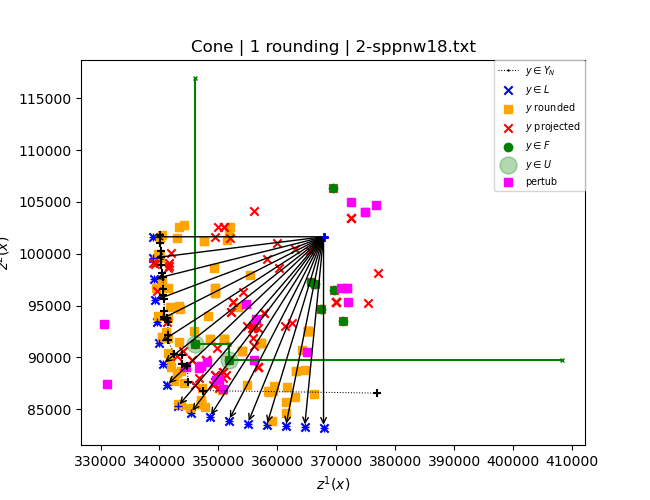 Cone | 1 rounding | 2-sppnw18.txt
y ∈ Y_N
y ∈ L
y rounded
y projected
y ∈ F
y ∈ U
pertub
115000
110000
105000
100000
95000
90000
85000
z²(x)
330000 340000 350000 360000 370000 380000 390000 400000 410000
z¹(x)